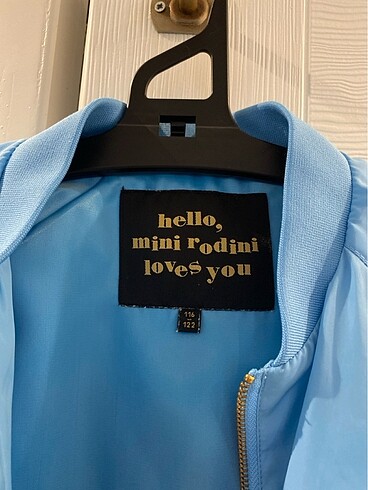 hello,
mini rodini
loves you
116
122